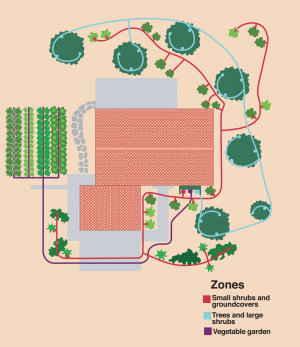 Zones
Small shrubs and
groundcovers
Trees and large
shrubs
Vegetable garden